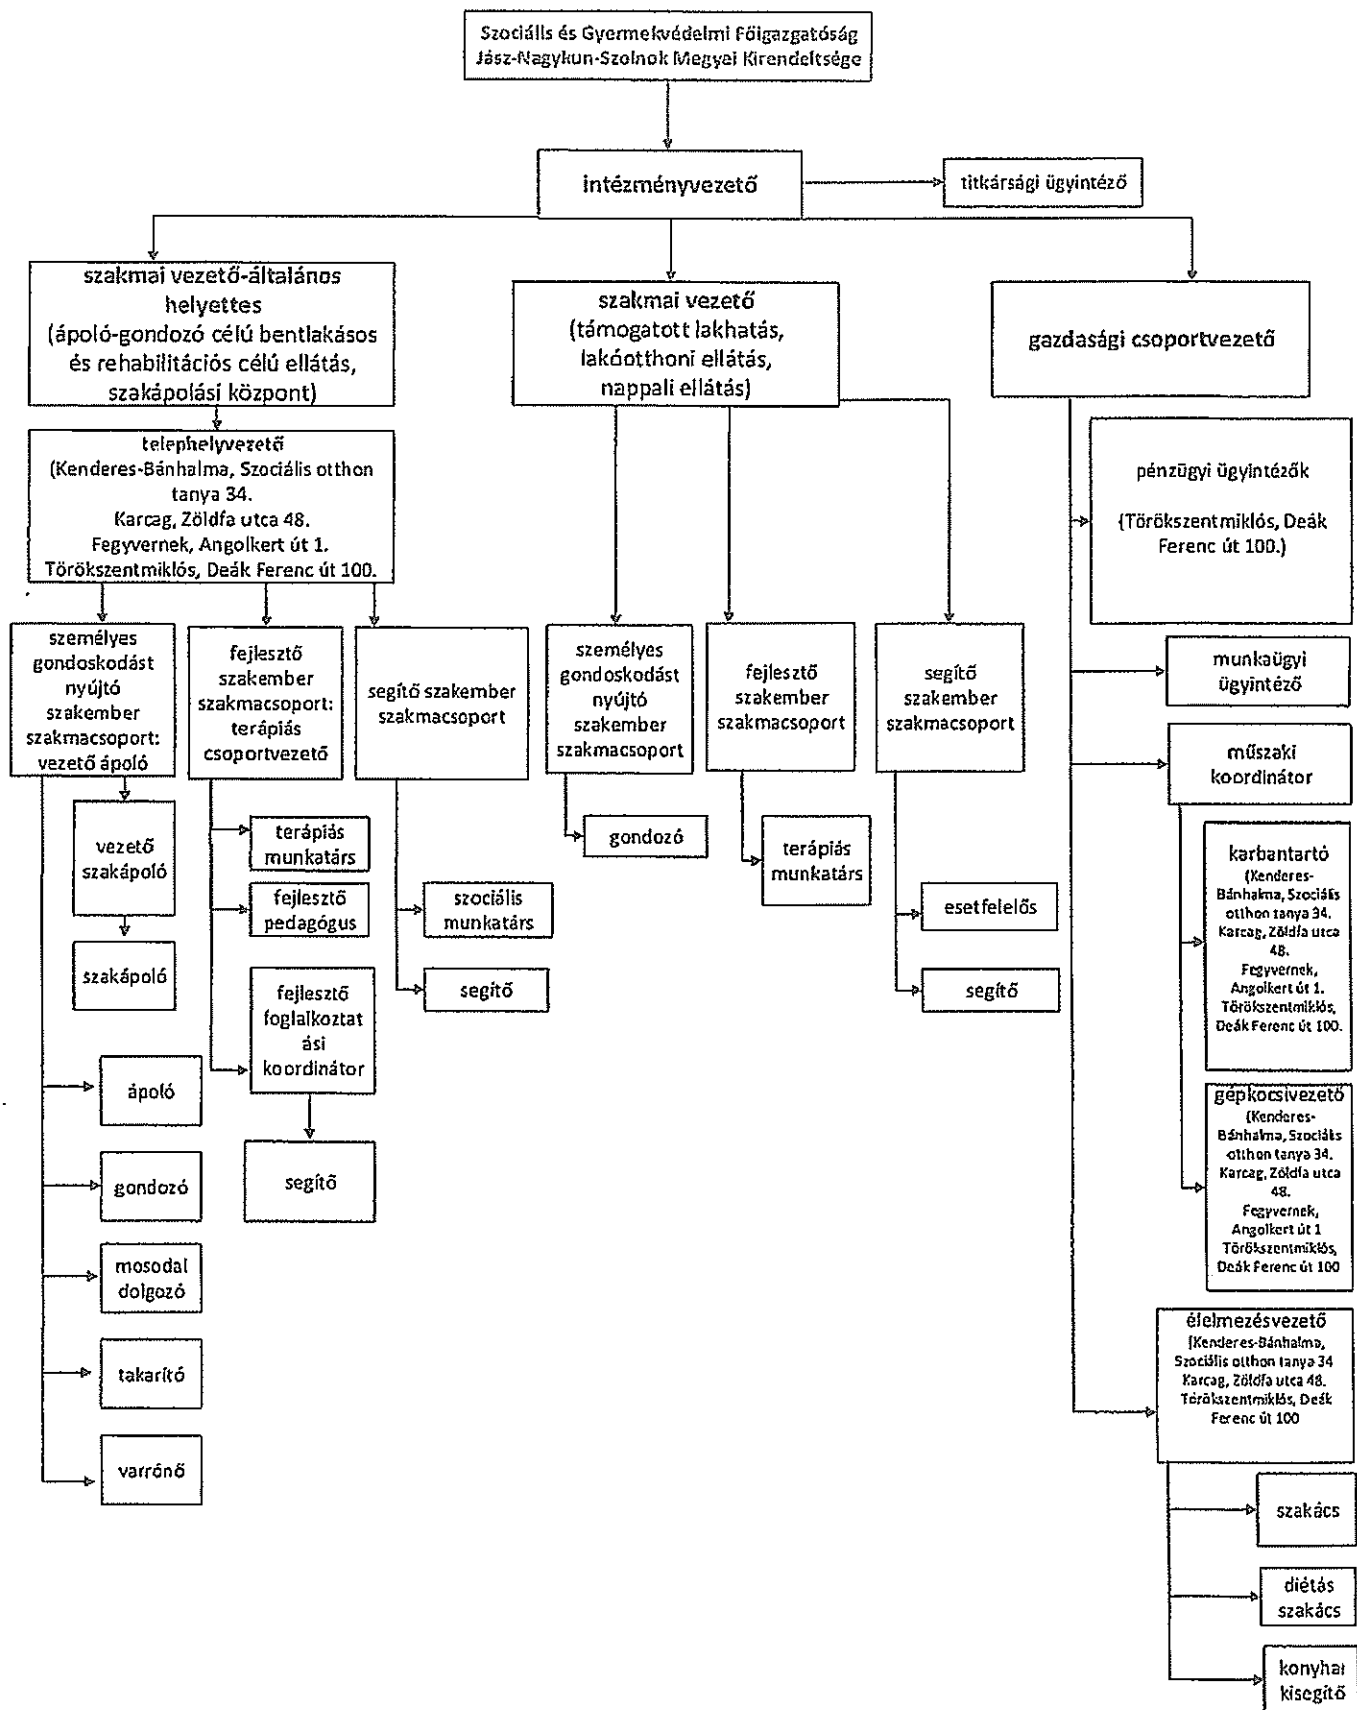 Szociális és Gyermekvédelmi Főigazgatóság
Jász-Nagykun-Szolnok Megyei Kirendeltsége
intézményvezető
titkársági ügyintéző
szakmai vezető-általános
helyettes
(ápoló-gondozó célú bentlakásos
és rehabilitációs célú ellátás,
szakápolási központ)
szakmai vezető
(támogatott lakhatás,
lakóotthoni ellátás,
nappali ellátás)
gazdasági csoportvezető
telephelyvezető
(Kenderes-Bánhalma, Szociális otthon
tanya 34.
Karcag, Zöldfa utca 48.
Fegyvernek, Angolkert út 1.
Törökszentmiklós, Deák Ferenc út 100.
pénzügyi ügyintézők
(Törökszentmiklós, Deák
Ferenc út 100.)
személyes
gondoskodást
nyújtó
szakember
szakmacsoport:
vezető ápoló
fejlesztő
szakember
szakmacsoport:
terápiás
csoportvezető
segítő szakember
szakmacsoport
személyes
gondoskodást
nyújtó
szakember
szakmacsoport
fejlesztő
szakember
szakmacsoport
segítő
szakember
szakmacsoport
munkaügyi
ügyintéző
műszaki
koordinátor
vezető
szakápoló
szakápoló
terápiás
munkatárs
fejlesztő
pedagógus
fejlesztő
foglalkoztat
ási
koordinátor
segítő
szociális
munkatárs
segítő
gondozó
terápiás
munkatárs
esetfelelős
segítő
karbantartó
(Kenderes-
Bánhalma, Szociális
otthon tanya 34.
Karcag, Zöldfa utca
48.
Fegyvernek,
Angolkert út 1.
Törökszentmiklós,
Deák Ferenc út 100.
gépkocsivezető
(Kenderes-
Bánhalma, Szociális
otthon tanya 34.
Karcag, Zöldfa utca
48.
Fegyvernek,
Angolkert út 1
Törökszentmiklós,
Deák Ferenc út 100
ápoló
gondozó
mosodai
dolgozó
takarító
varrónő
élelmezésvezető
(Kenderes-Bánhalma,
Szociális otthon tanya 34
Karcag, Zöldfa utca 48.
Törökszentmiklós, Deák
Ferenc út 100
szakács
diétás
szakács
konyhai
kisegítő